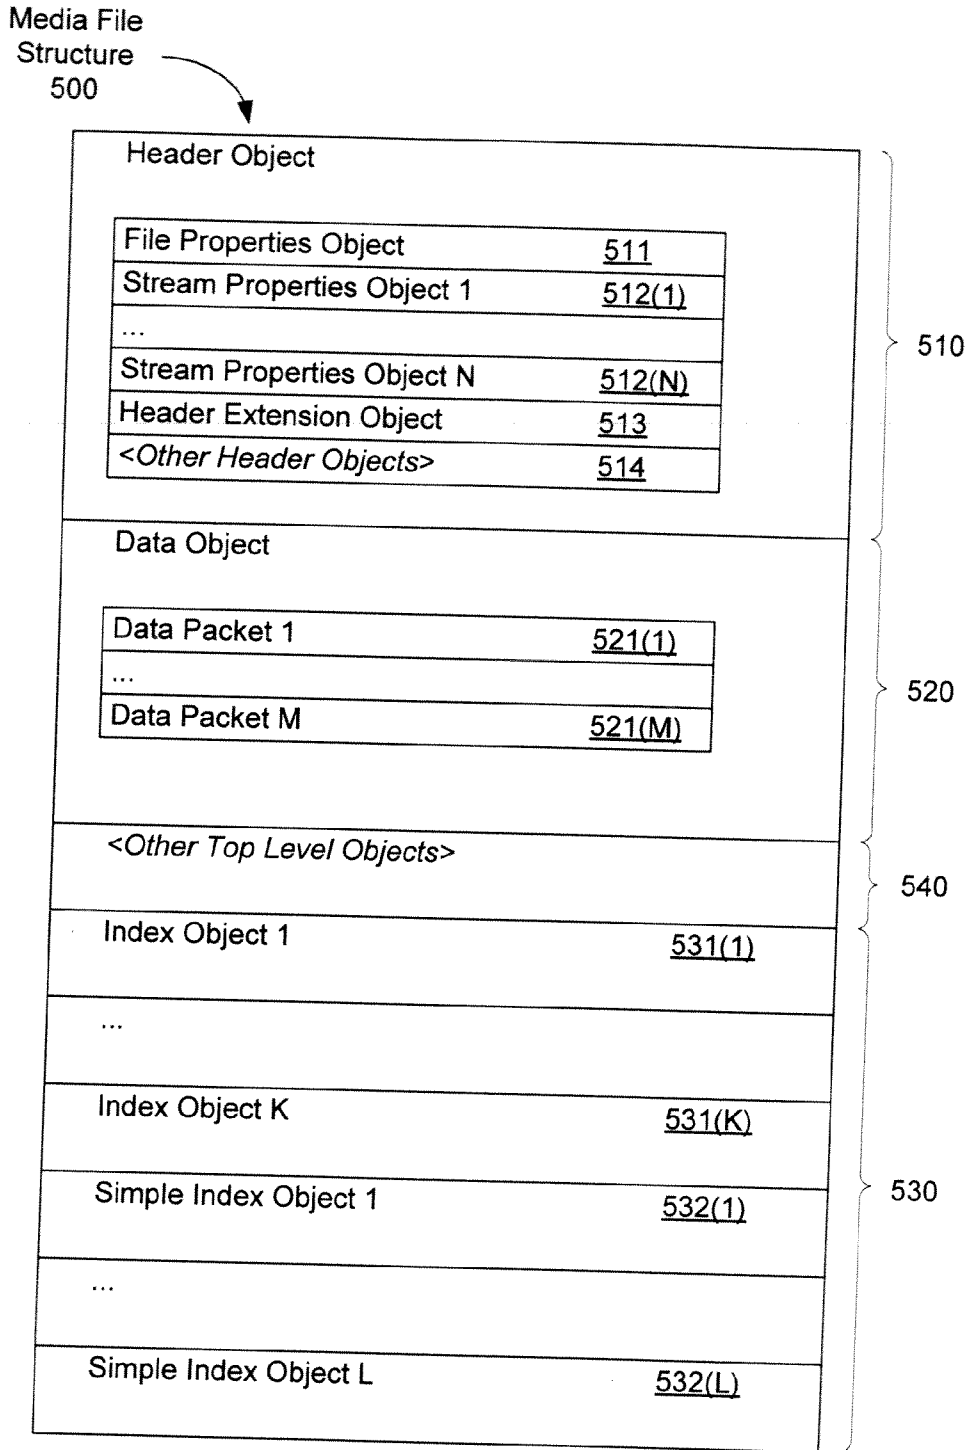 Media File
Structure
500
Header Object
File Properties Object 511
Stream Properties Object 1 512(1)
...
Stream Properties Object N 512(N)
Header Extension Object 513
<Other Header Objects> 514
510
Data Object
Data Packet 1 521(1)
...
Data Packet M 521(M)
520
<Other Top Level Objects>
540
Index Object 1 531(1)
...
Index Object K 531(K)
Simple Index Object 1 532(1)
530
...
Simple Index Object L 532(L)